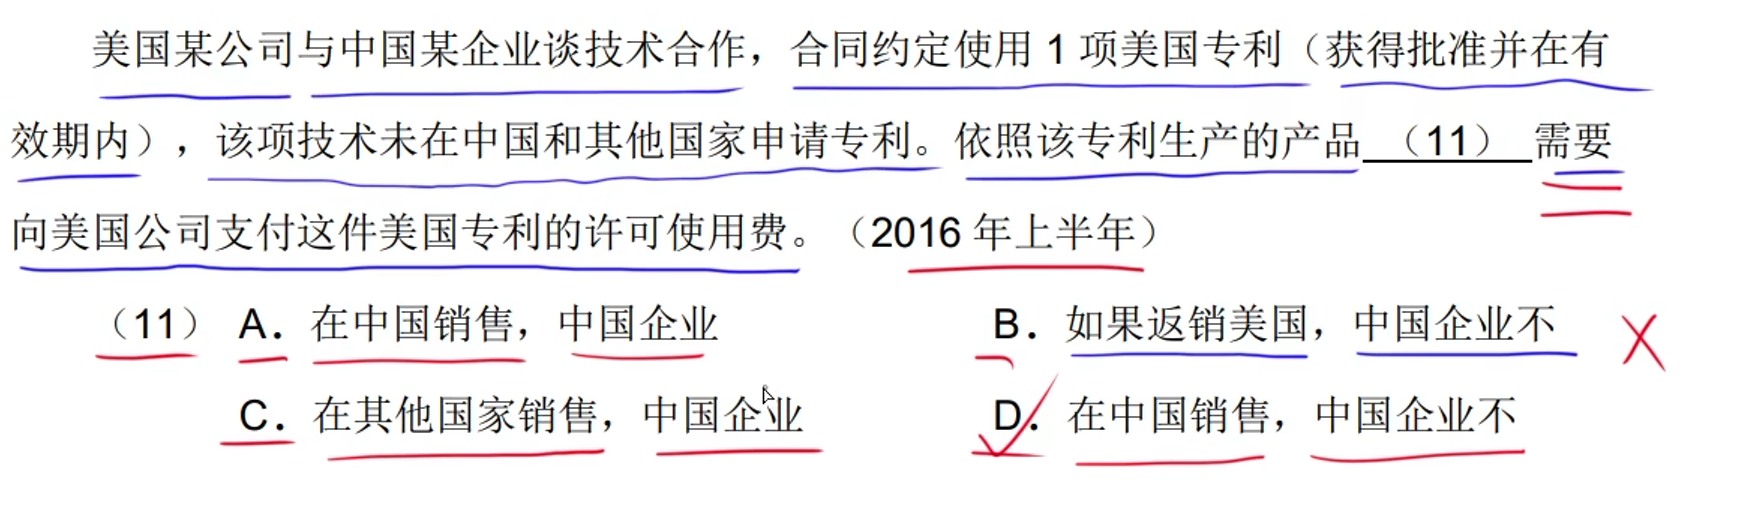 美国某公司与中国某企业谈技术合作，合同约定使用 1 项美国专利（获得批准并在有
效期内），该项技术未在中国和其他国家申请专利。依照该专利生产的产品 （11） 需要
向美国公司支付这件美国专利的许可使用费。（2016 年上半年）
（11） A．在中国销售，中国企业 B．如果返销美国，中国企业不
C．在其他国家销售，中国企业 D．在中国销售，中国企业不